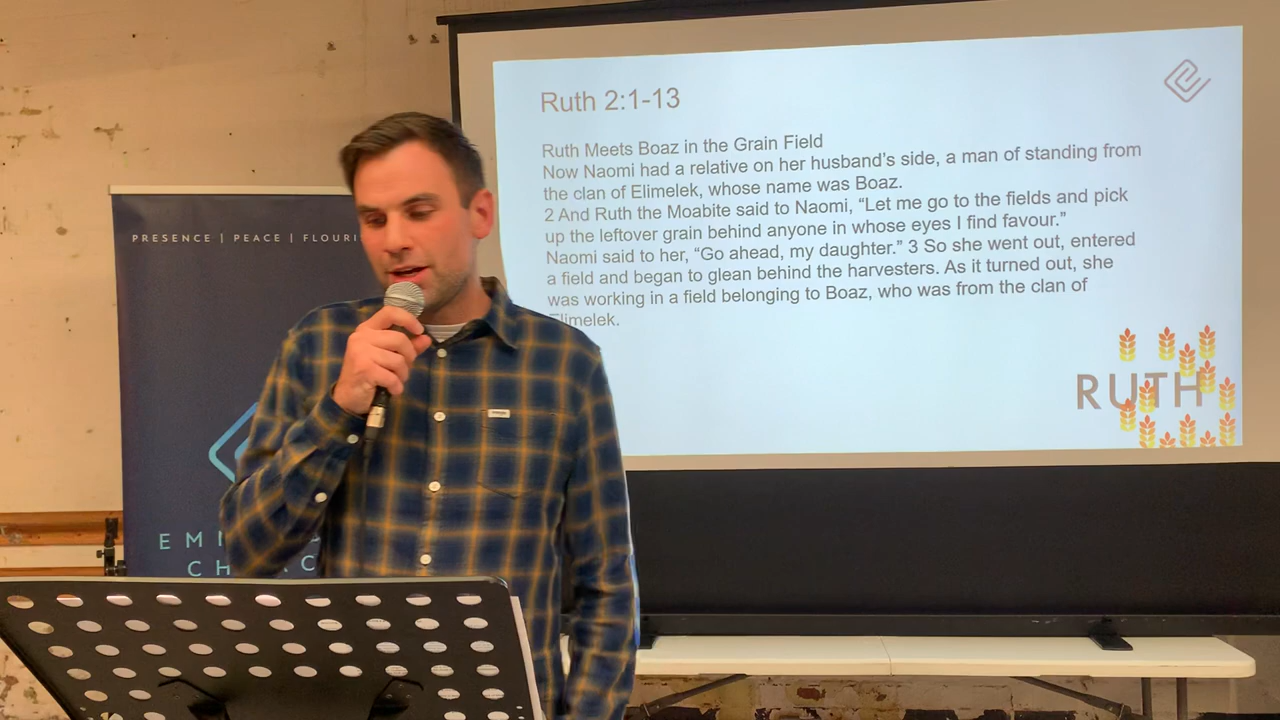 PRESENCE | PEACE | FLOURI
EM
CH
Ruth 2:1-13
Ruth Meets Boaz in the Grain Field
Now Naomi had a relative on her husband's side, a man of standing from
the clan of Elimelek, whose name was Boaz.
2 And Ruth the Moabite said to Naomi, “Let me go to the fields and pick
up the leftover grain behind anyone in whose eyes I find favour.”
Naomi said to her, “Go ahead, my daughter.” 3 So she went out, entered
a field and began to glean behind the harvesters. As it turned out, she
was working in a field belonging to Boaz, who was from the clan of
Elimelek.
RUTH